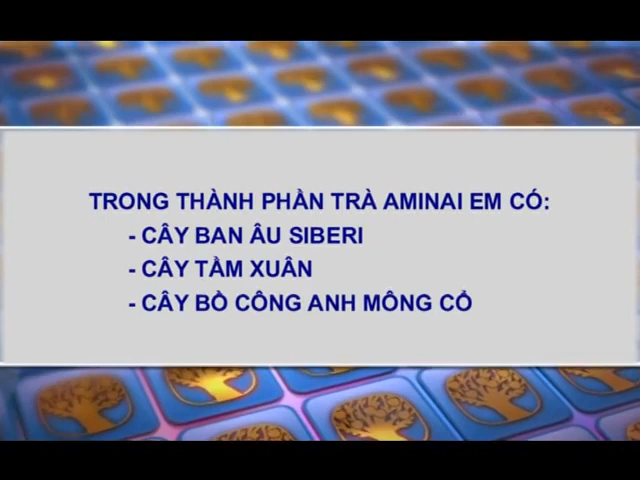 TRONG THÀNH PHẦN TRÀ AMINAI EM CÓ:
- CÂY BAN ÂU SIBERI
- CÂY TẦM XUÂN
- CÂY BỒ CÔNG ANH MÔNG CỔ